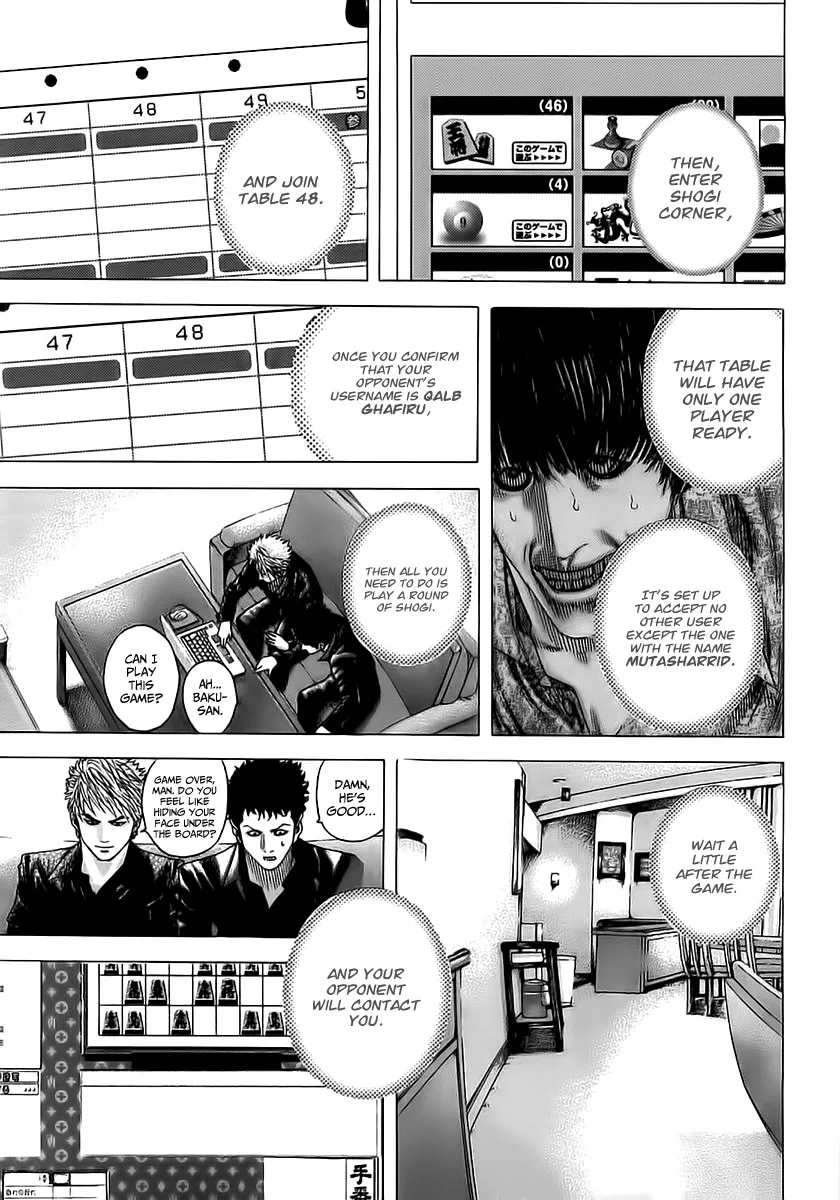 (46)
王将
このゲームで
遊ぶ
(4)
9
このゲームで
遊ぶ
(0)
THEN,
ENTER
SHOGI
CORNER,
47
48
49
5
参
AND JOIN
TABLE 48.
THAT TABLE
WILL HAVE
ONLY ONE
PLAYER
READY.
IT'S SET UP
TO ACCEPT NO
OTHER USER
EXCEPT THE ONE
WITH THE NAME
MUTASHARRID.
47
48
ONCE YOU CONFIRM
THAT YOUR
OPPONENT'S
USERNAME IS QALB
GHAFIRU,
THEN ALL YOU
NEED TO DO IS
PLAY A ROUND
OF SHOGI.
AH...
BAKU-
SAN.
CAN I
PLAY
THIS
GAME?
WAIT A
LITTLE
AFTER THE
GAME.
DAMN,
HE'S
GOOD...
GAME OVER,
MAN. DO YOU
FEEL LIKE
HIDING YOUR
FACE UNDER
THE BOARD?
AND YOUR
OPPONENT
WILL CONTACT
YOU.
手番